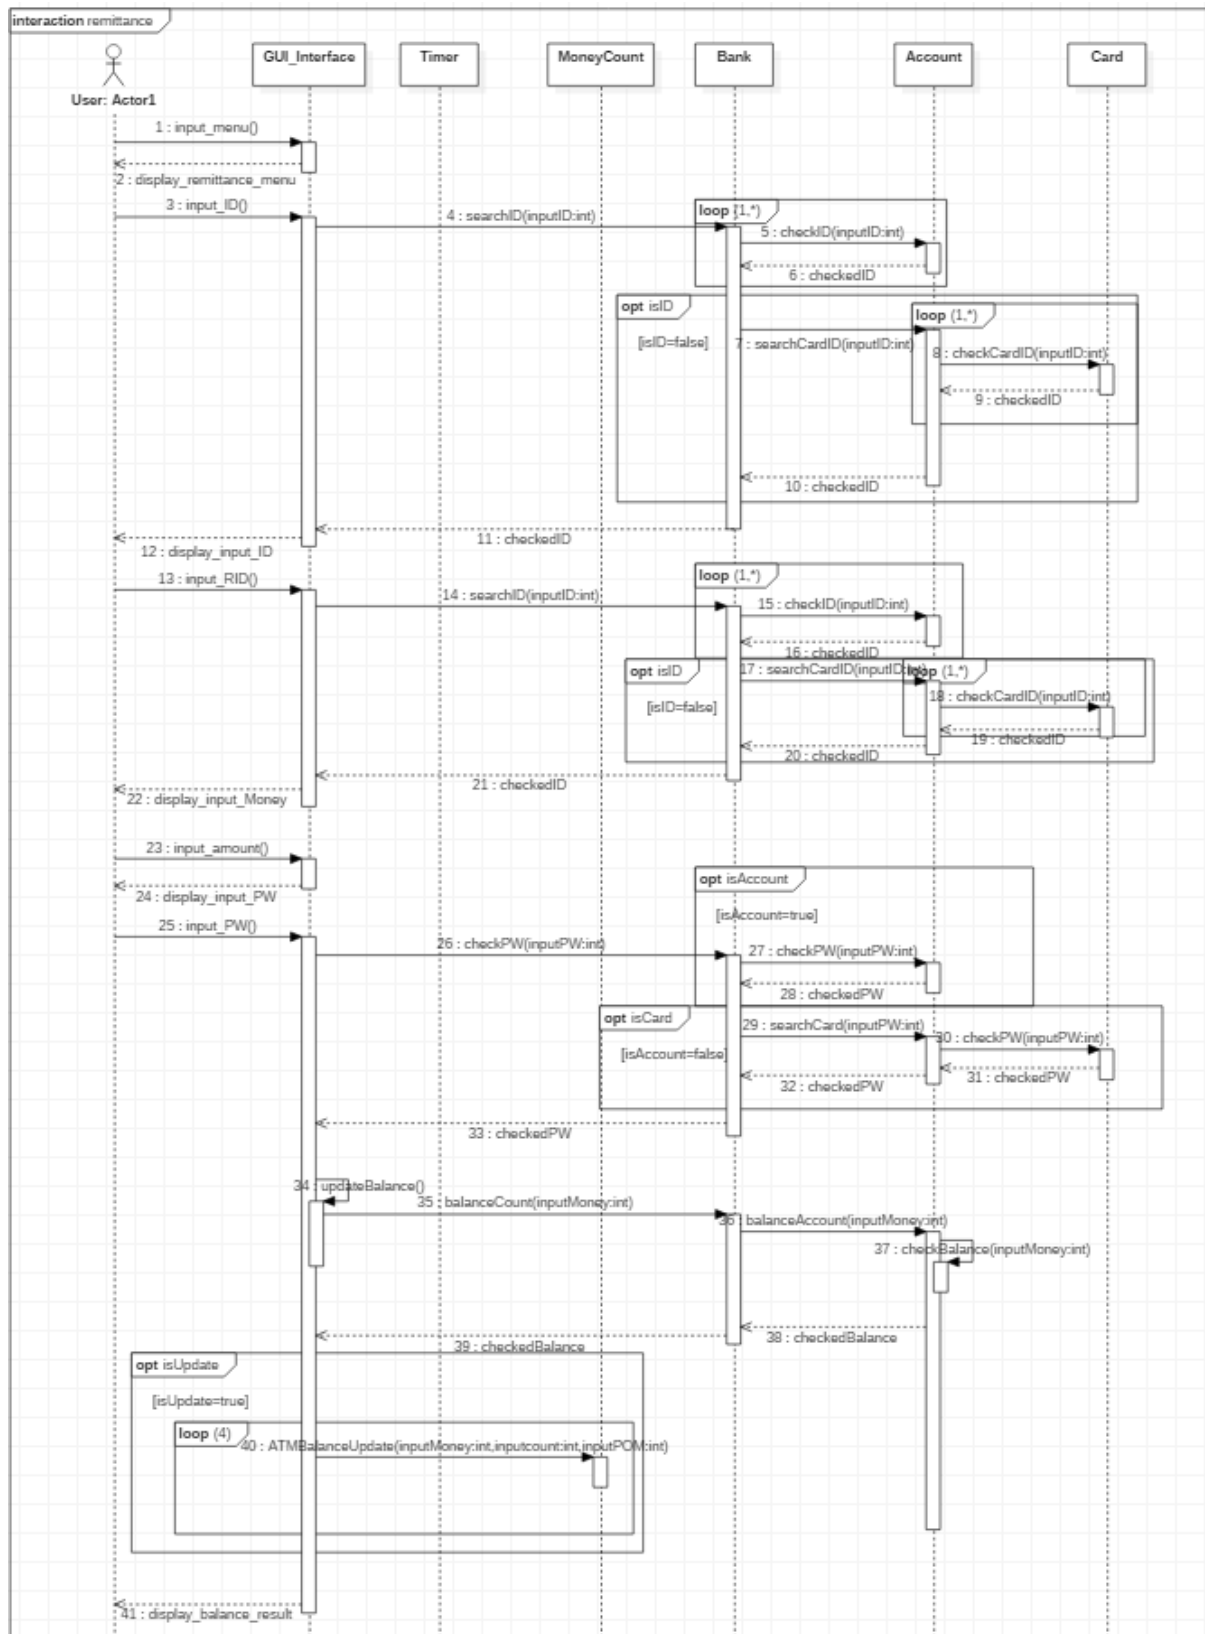 interaction remittance
User: Actor1
GUI_Interface
Timer
MoneyCount
Bank
Account
Card
1 : input_menu()
2 : display_remittance_menu
3 : input_ID()
4 : searchID(inputID:int)
loop (1,*)
5 : checkID(inputID:int)
6 : checkedID
opt isID
[isID=false]
7 : searchCardID(inputID:int)
loop (1,*)
8 : checkCardID(inputID:int)
9 : checkedID
10 : checkedID
11 : checkedID
12 : display_input_ID
13 : input_RID()
14 : searchID(inputID:int)
loop (1,*)
15 : checkID(inputID:int)
16 : checkedID
opt isID
[isID=false]
17 : searchCardID(inputID:int)
loop (1,*)
18 : checkCardID(inputID:int)
19 : checkedID
20 : checkedID
21 : checkedID
22 : display_input_Money
23 : input_amount()
24 : display_input_PW
25 : input_PW()
26 : checkPW(inputPW:int)
opt isAccount
[isAccount=true]
27 : checkPW(inputPW:int)
28 : checkedPW
opt isCard
[isAccount=false]
29 : searchCard(inputPW:int)
30 : checkPW(inputPW:int)
31 : checkedPW
32 : checkedPW
33 : checkedPW
34 : updateBalance()
35 : balanceCount(inputMoney:int)
36 : balanceAccount(inputMoney:int)
37 : checkBalance(inputMoney:int)
38 : checkedBalance
39 : checkedBalance
opt isUpdate
[isUpdate=true]
loop (4)
40 : ATMBalanceUpdate(inputMoney:int,inputcount:int,inputPOM:int)
41 : display_balance_result